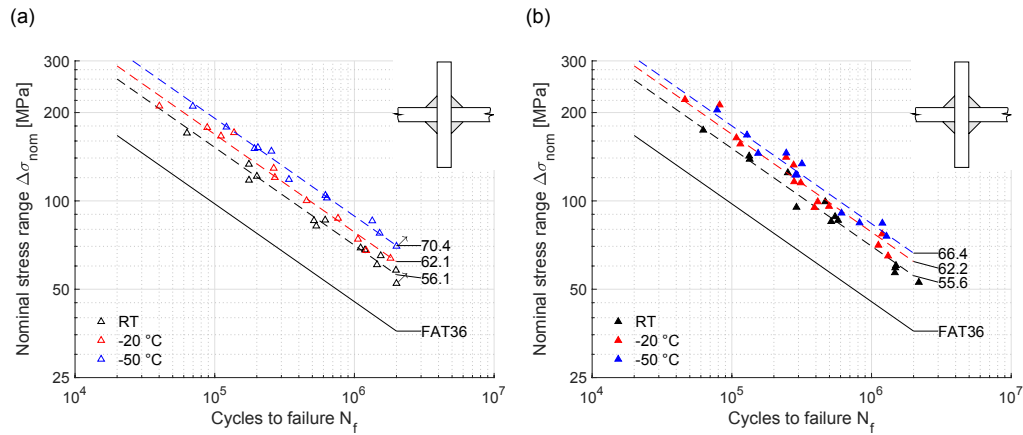 (a)
300
200
100
50
25
Nominal stress range Δσnom [MPa]
70.4
62.1
56.1
FAT36
RT
-20 °C
-50 °C
10^4
10^5
10^6
10^7
Cycles to failure Nf
(b)
300
200
100
50
25
Nominal stress range Δσnom [MPa]
66.4
62.2
55.6
FAT36
RT
-20 °C
-50 °C
10^4
10^5
10^6
10^7
Cycles to failure Nf